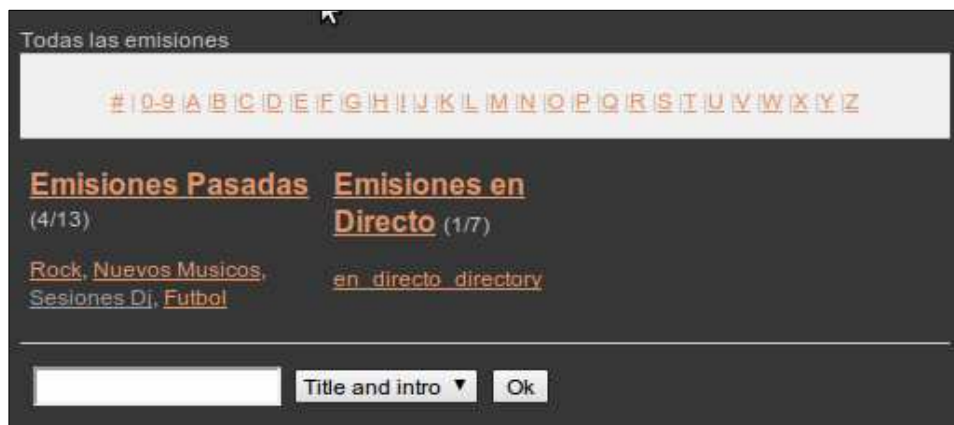 Todas las emisiones
# | 0-9 |A |B |C |D |E |F |G |H |I |J |K |L |M |N |O |P |Q |R |S |T |U |V |W |X |Y |Z
Emisiones Pasadas
(4/13)
Rock, Nuevos Musicos,
Sesiones Dj, Futbol
Emisiones en
Directo (1/7)
en_directo_directory
Title and intro ▼ Ok